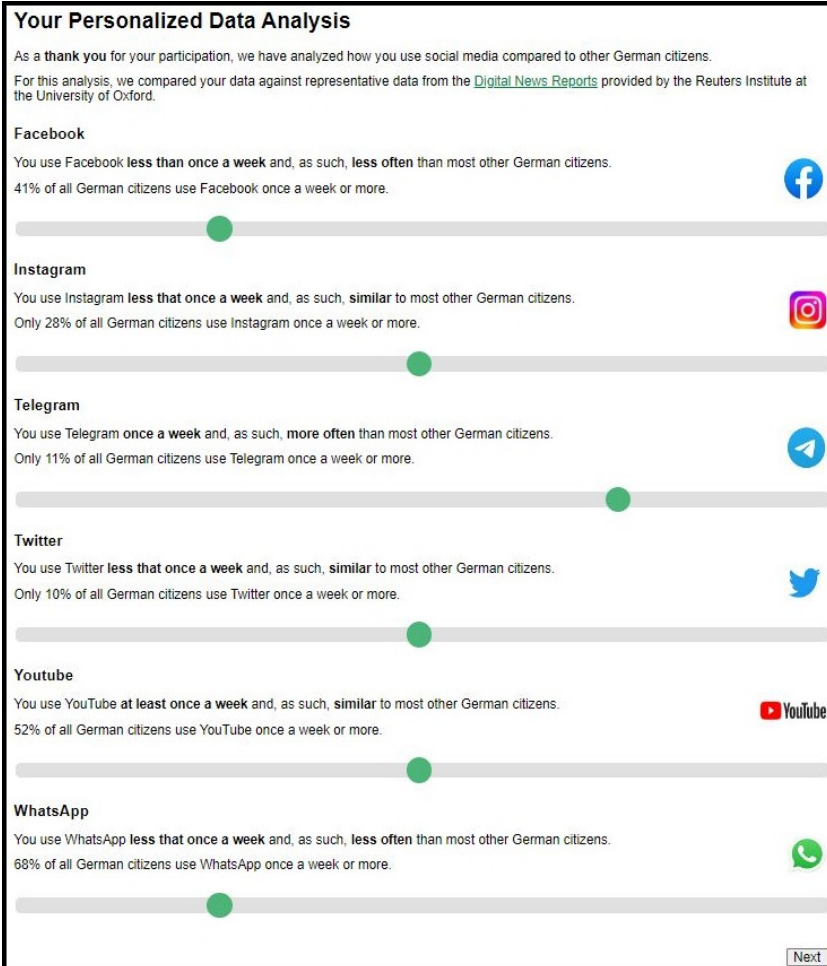 Your Personalized Data Analysis
As a thank you for your participation, we have analyzed how you use social media compared to other German citizens.
For this analysis, we compared your data against representative data from the Digital News Reports provided by the Reuters Institute at
the University of Oxford.
Facebook
You use Facebook less than once a week and, as such, less often than most other German citizens.
41% of all German citizens use Facebook once a week or more.
Instagram
You use Instagram less that once a week and, as such, similar to most other German citizens.
Only 28% of all German citizens use Instagram once a week or more.
Telegram
You use Telegram once a week and, as such, more often than most other German citizens.
Only 11% of all German citizens use Telegram once a week or more.
Twitter
You use Twitter less that once a week and, as such, similar to most other German citizens.
Only 10% of all German citizens use Twitter once a week or more.
Youtube
You use YouTube at least once a week and, as such, similar to most other German citizens.
YouTube
52% of all German citizens use YouTube once a week or more.
WhatsApp
You use WhatsApp less that once a week and, as such, less often than most other German citizens.
68% of all German citizens use WhatsApp once a week or more.
Next